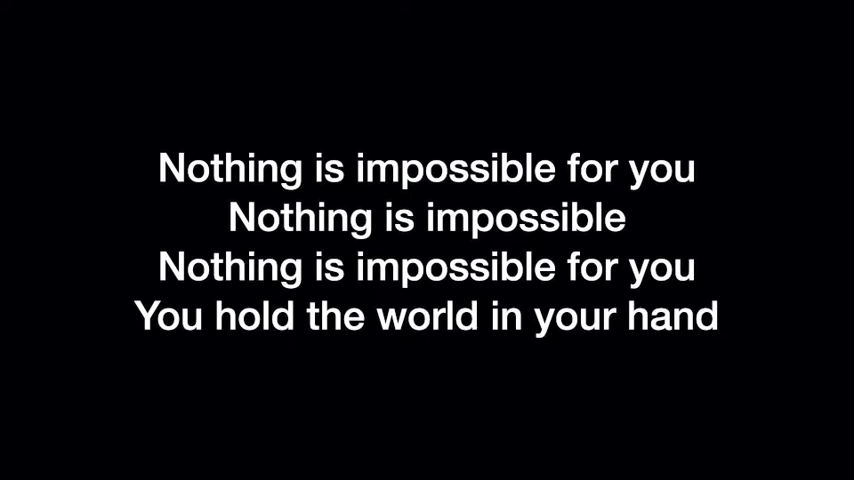 Nothing is impossible for you
Nothing is impossible
Nothing is impossible for you
You hold the world in your hand